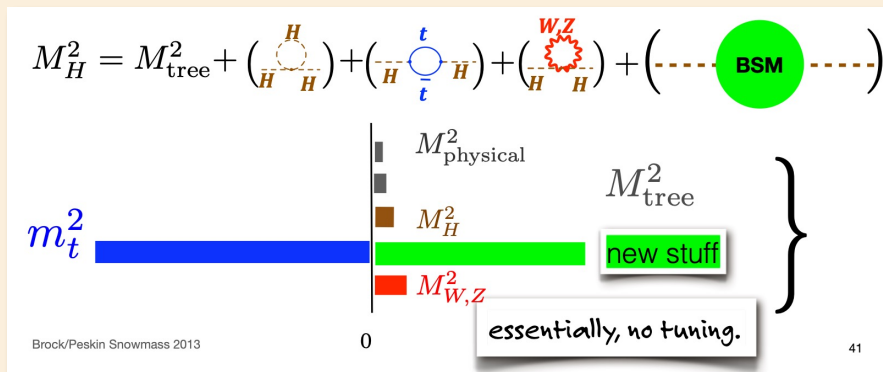 M_H^2 = M_tree^2 + ( H H H ) + ( H t t̄ H ) + ( W,Z H H ) + ( BSM )
M_physical^2
M_tree^2
m_t^2
M_H^2
new stuff
M_{W,Z}^2
essentially, no tuning.
Brock/Peskin Snowmass 2013
0
41